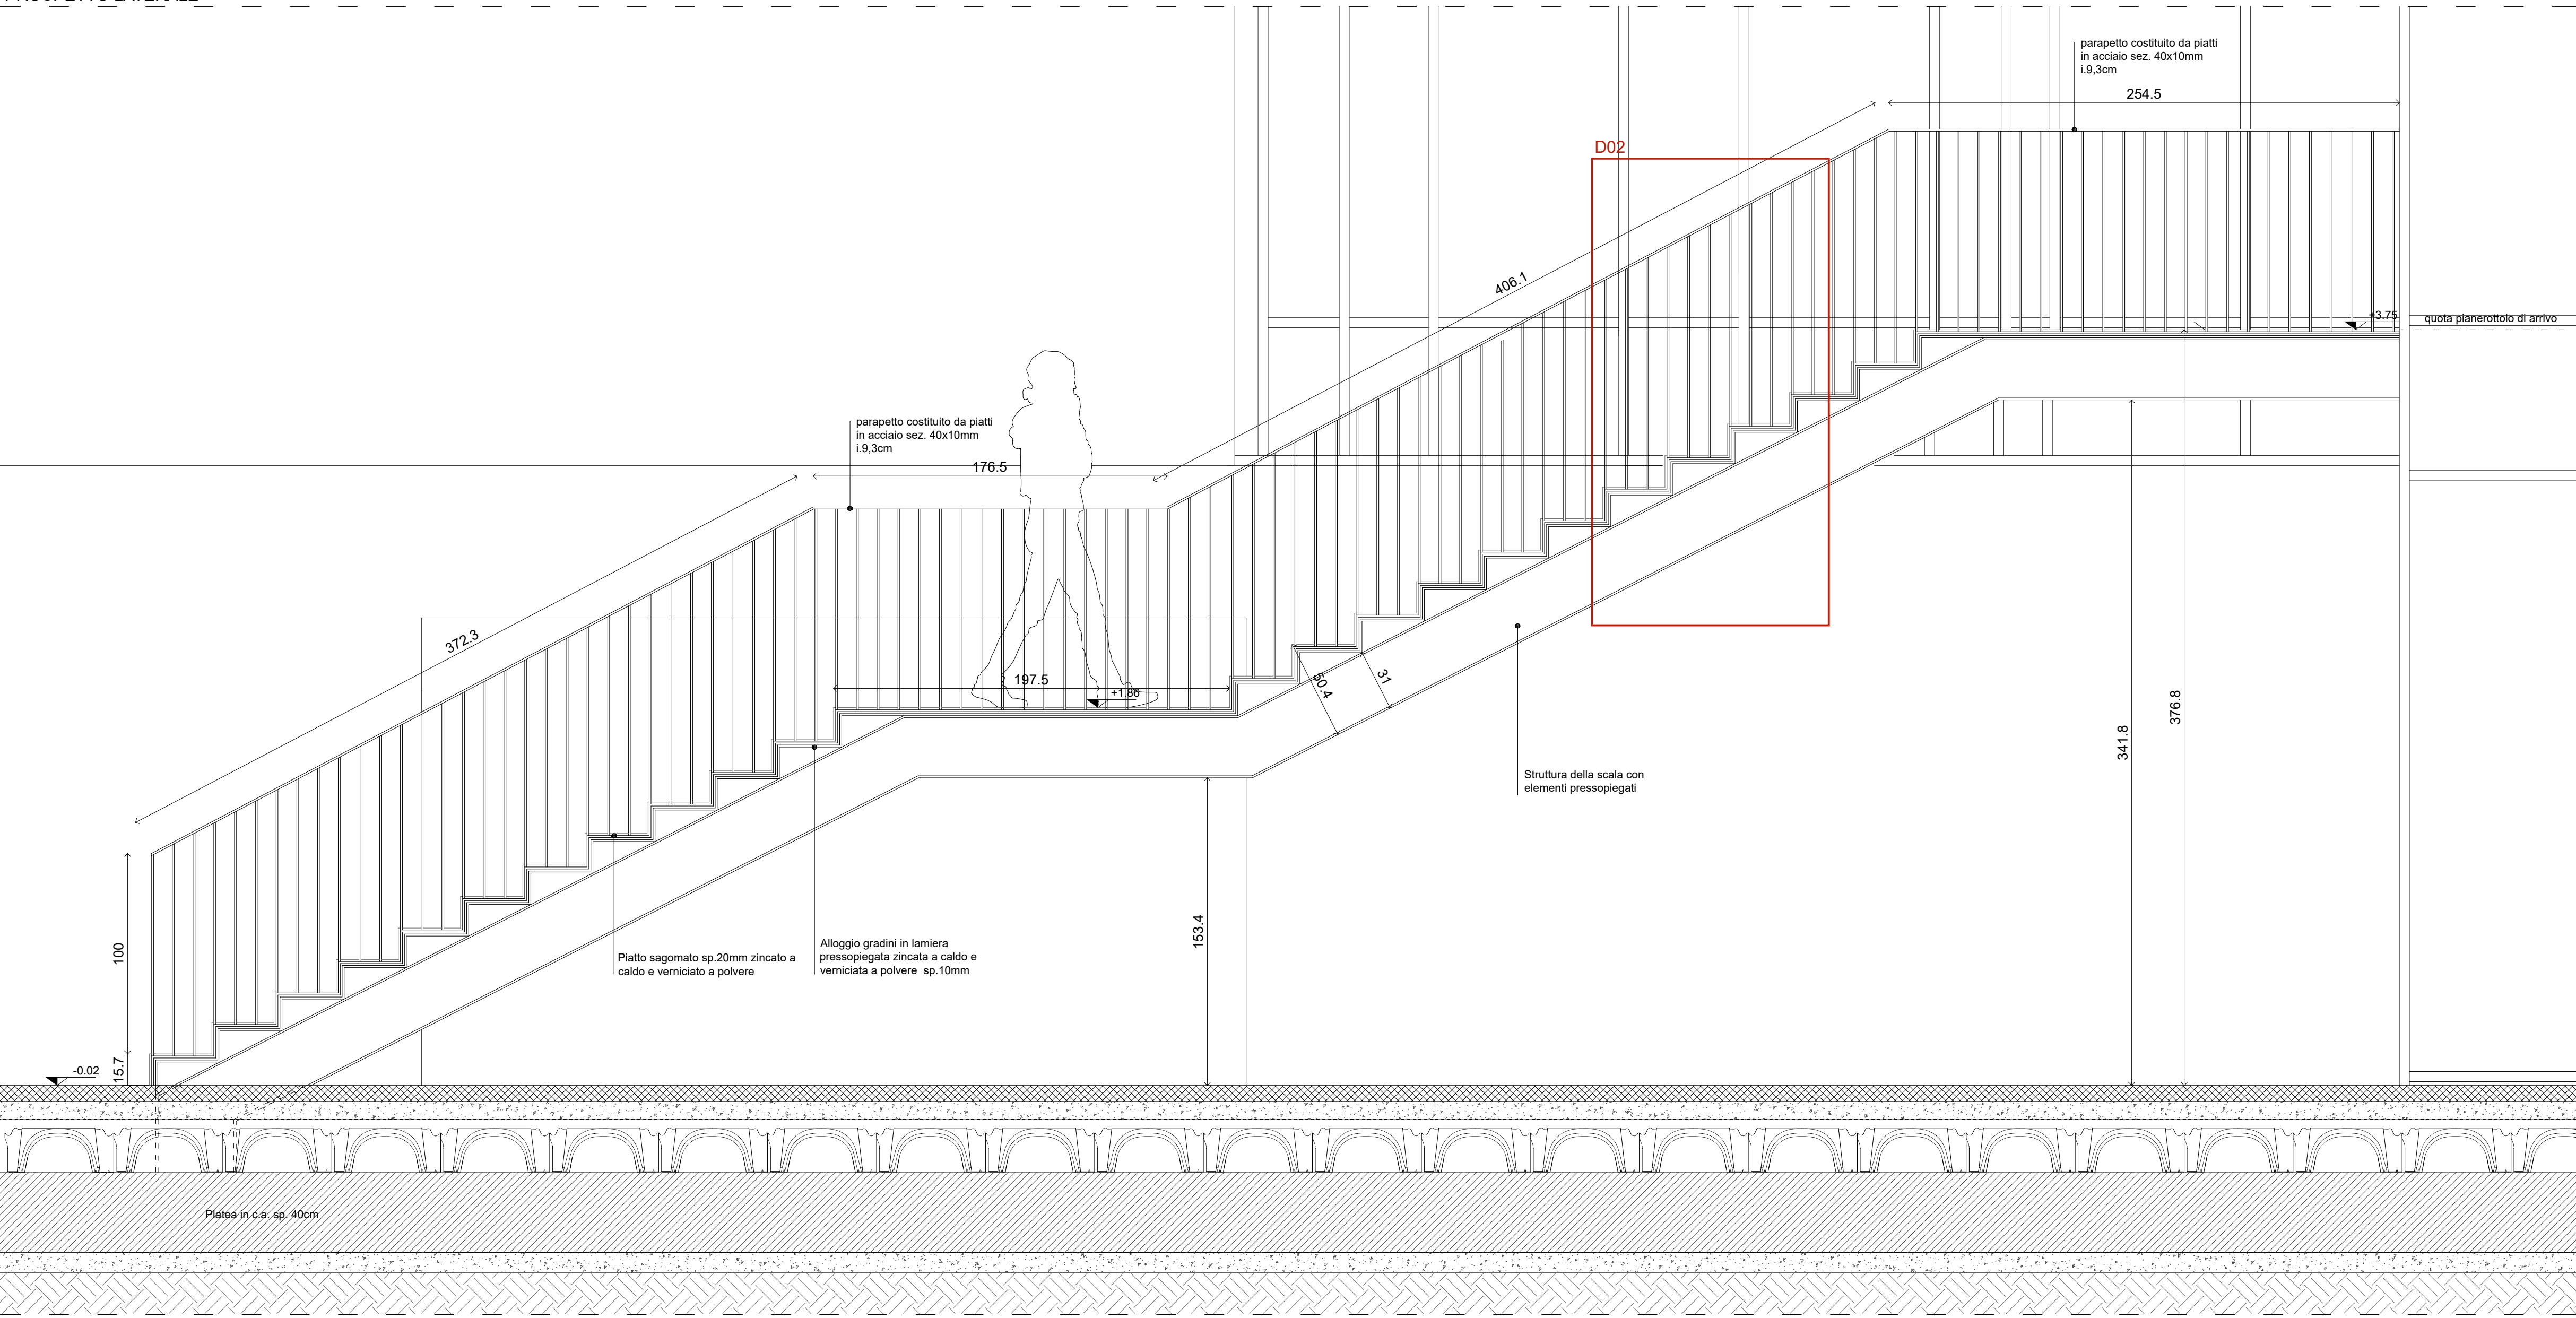 parapetto costituito da piatti
in acciaio sez. 40x10mm
i.9,3cm
254.5
D02
406.1
+3.75
quota pianerottolo di arrivo
parapetto costituito da piatti
in acciaio sez. 40x10mm
i.9,3cm
176.5
372.3
197.5
+1.86
50.4
31
376.8
341.8
Struttura della scala con
elementi pressopiegati
153.4
100
Piatto sagomato sp.20mm zincato a
caldo e verniciato a polvere
Alloggio gradini in lamiera
pressopiegata zincata a caldo e
verniciata a polvere sp.10mm
15.7
-0.02
Platea in c.a. sp. 40cm